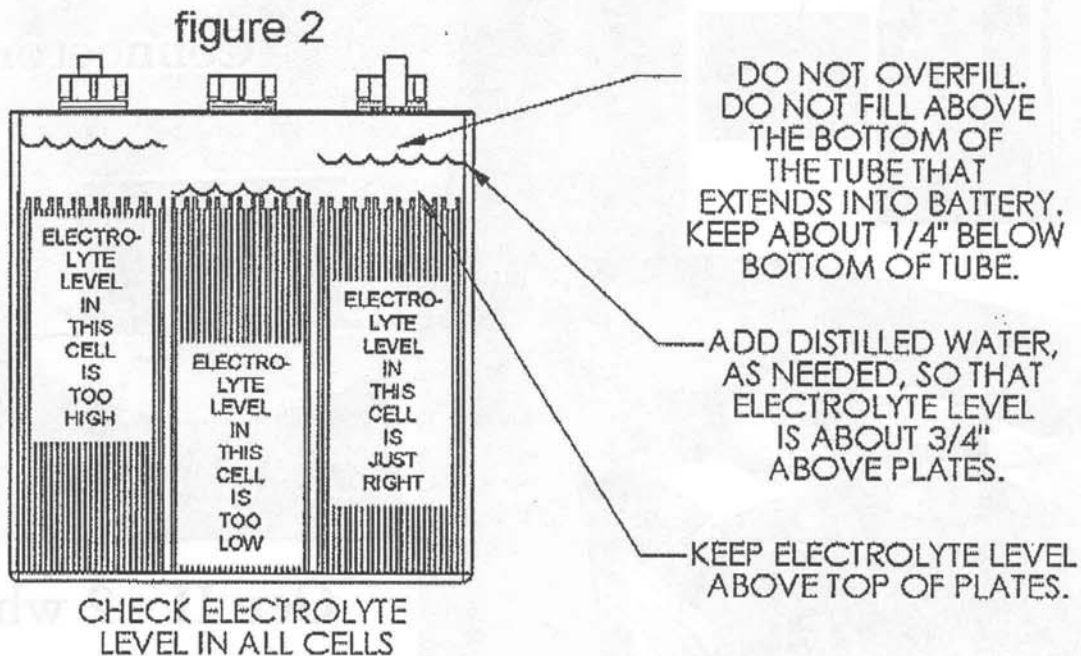 figure 2
DO NOT OVERFILL.
DO NOT FILL ABOVE
THE BOTTOM OF
THE TUBE THAT
EXTENDS INTO BATTERY.
KEEP ABOUT 1/4" BELOW
BOTTOM OF TUBE.
ADD DISTILLED WATER,
AS NEEDED, SO THAT
ELECTROLYTE LEVEL
IS ABOUT 3/4"
ABOVE PLATES.
KEEP ELECTROLYTE LEVEL
ABOVE TOP OF PLATES.
ELECTRO-
LYTE
LEVEL
IN
THIS
CELL
IS
TOO
HIGH
ELECTRO-
LYTE
LEVEL
IN
THIS
CELL
IS
TOO
LOW
ELECTRO-
LYTE
LEVEL
IN
THIS
CELL
IS
JUST
RIGHT
CHECK ELECTROLYTE
LEVEL IN ALL CELLS